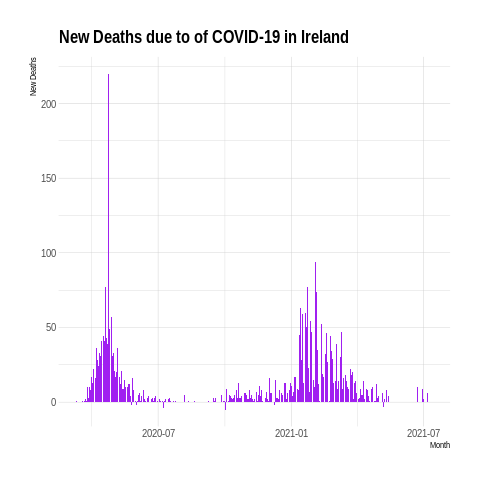 New Deaths due to of COVID-19 in Ireland
New Deaths
200
150
100
50
0
2020-07
2021-01
2021-07
Month